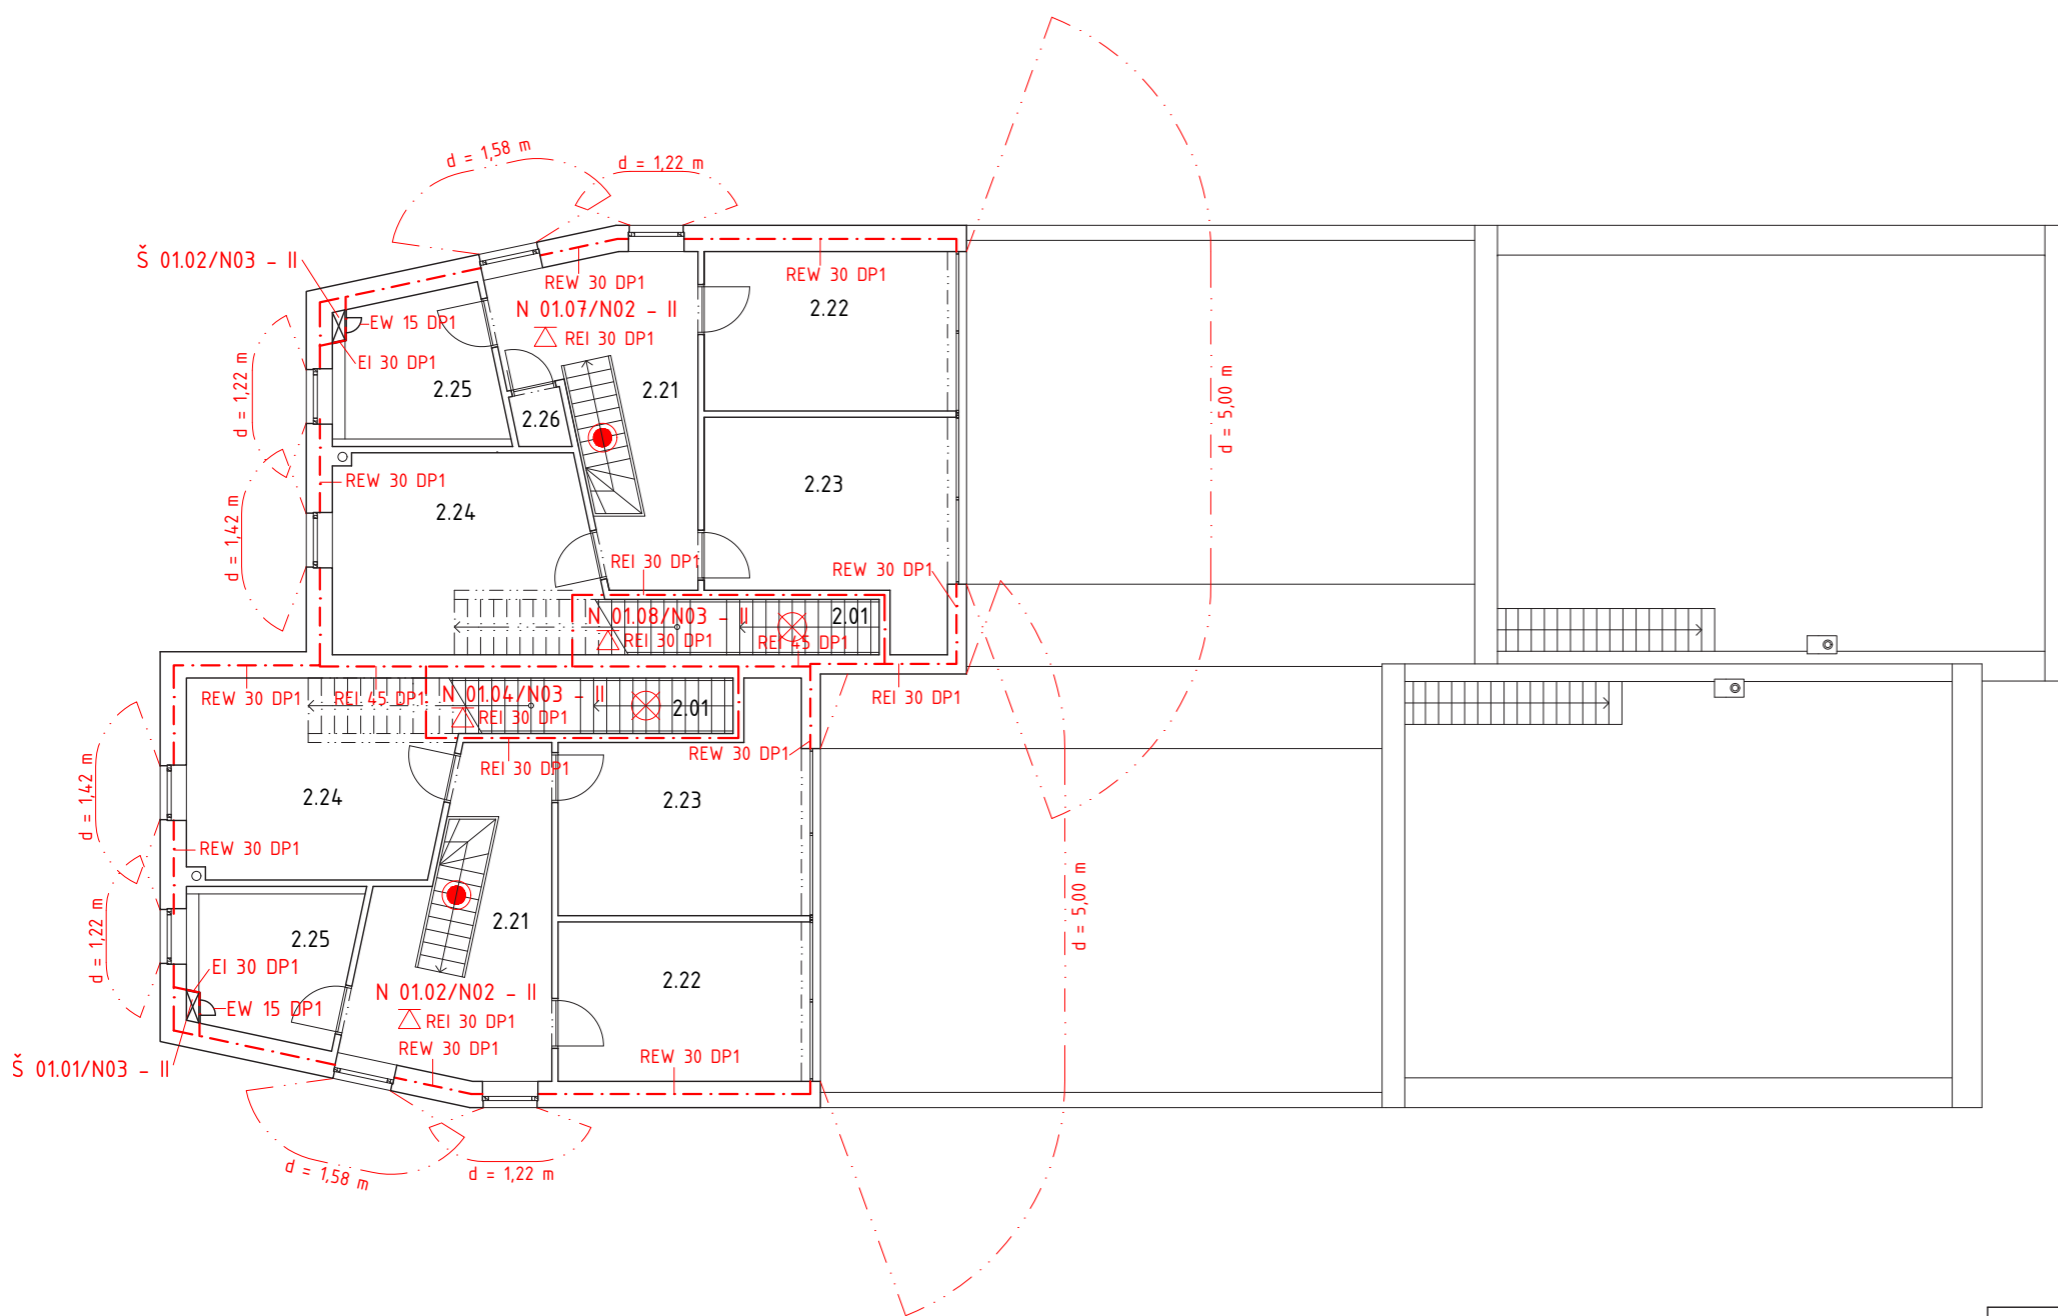 d = 1,58 m
d = 1,22 m
Š 01.02/N03 - II
REW 30 DP1
REW 30 DP1
N 01.07/N02 - II
2.22
EW 15 DP1
REI 30 DP1
EI 30 DP1
d = 1,22 m
2.25
2.21
2.26
d = 5,00 m
REW 30 DP1
2.23
2.24
d = 1,42 m
REI 30 DP1
REW 30 DP1
N 01.08/N03 - II
2.01
REI 30 DP1
REI 45 DP1
REW 30 DP1
REI 45 DP1
N 01.04/N03 - II
REI 30 DP1
2.01
REI 30 DP1
REW 30 DP1
REI 30 DP1
d = 1,42 m
2.24
2.23
REW 30 DP1
d = 1,22 m
2.21
d = 5,00 m
2.25
EI 30 DP1
2.22
N 01.02/N02 - II
EW 15 DP1
REI 30 DP1
REW 30 DP1
REW 30 DP1
Š 01.01/N03 - II
d = 1,58 m
d = 1,22 m